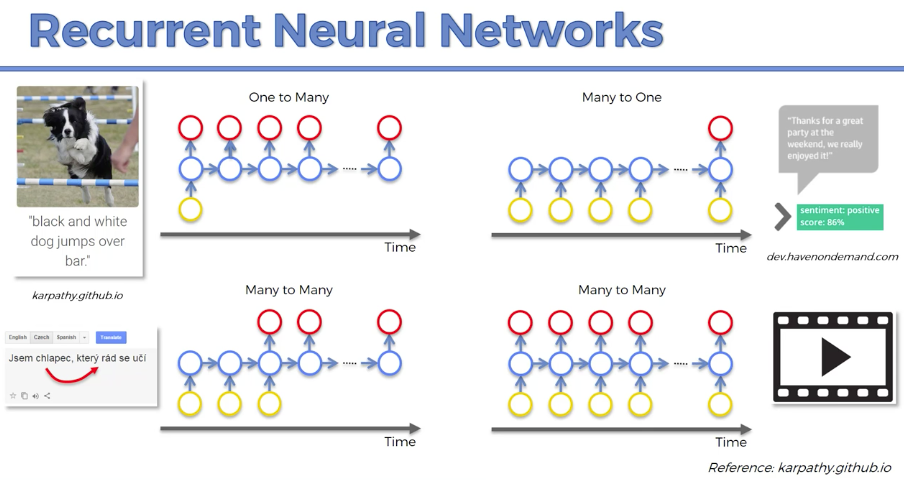 Recurrent Neural Networks
One to Many
Many to One
"black and white
dog jumps over
bar."
karpathy.github.io
Time
Time
"Thanks for a great
party at the
weekend, we really
enjoyed it!"
sentiment: positive
score: 86%
dev.havenondemand.com
Many to Many
Many to Many
English Czech Spanish Translate
Jsem chlapec, který rád se učí
Time
Time
Reference: karpathy.github.io